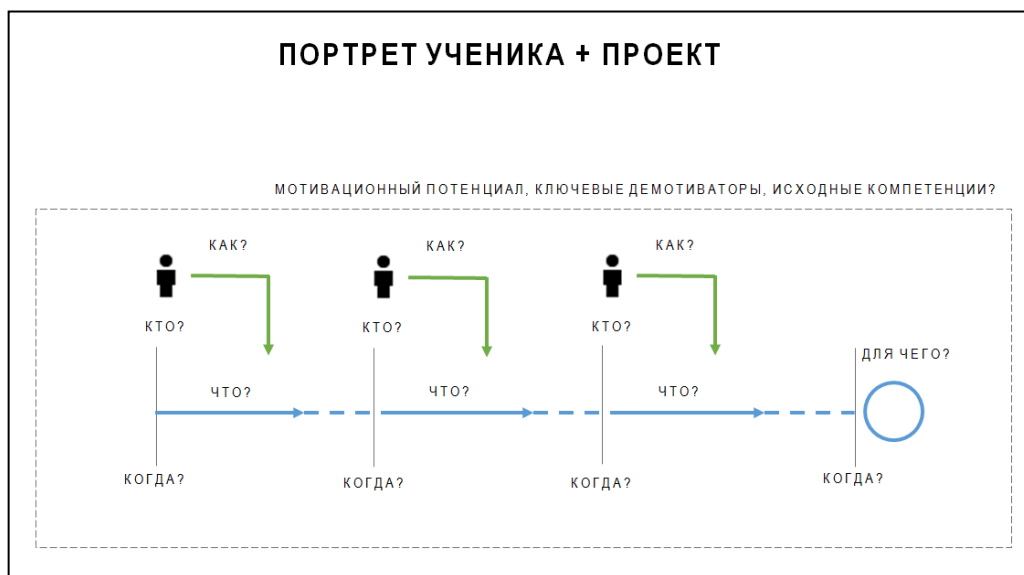 ПОРТРЕТ УЧЕНИКА + ПРОЕКТ
МОТИВАЦИОННЫЙ ПОТЕНЦИАЛ, КЛЮЧЕВЫЕ ДЕМОТИВАТОРЫ, ИСХОДНЫЕ КОМПЕТЕНЦИИ?
КАК? КАК? КАК?
КТО? КТО? КТО?
ДЛЯ ЧЕГО?
ЧТО? ЧТО? ЧТО?
КОГДА? КОГДА? КОГДА? КОГДА?